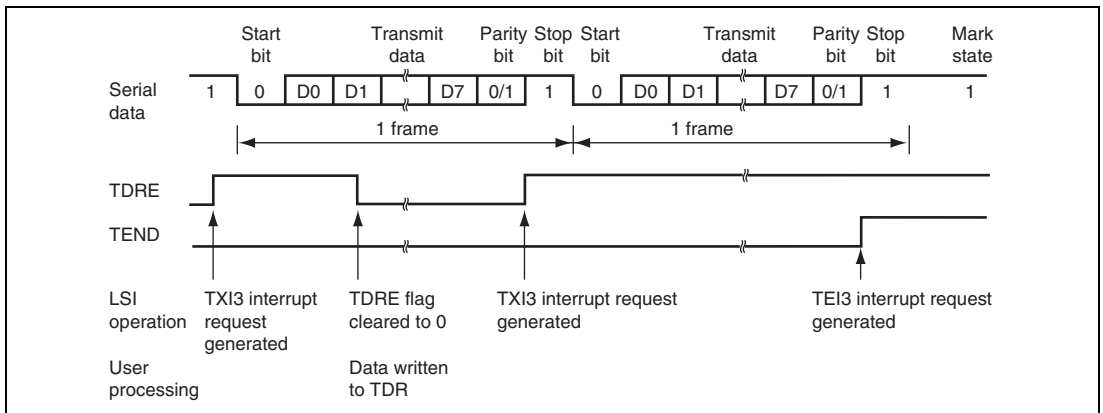 Start Transmit Parity Stop Start Transmit Parity Stop Mark
bit data bit bit bit data bit bit state
Serial data 1 0 D0 D1 D7 0/1 1 0 D0 D1 D7 0/1 1 1
1 frame 1 frame
TDRE
TEND
LSI TXI3 interrupt TDRE flag TXI3 interrupt request TEI3 interrupt request
operation request cleared to 0 generated generated
generated
User Data written
processing to TDR